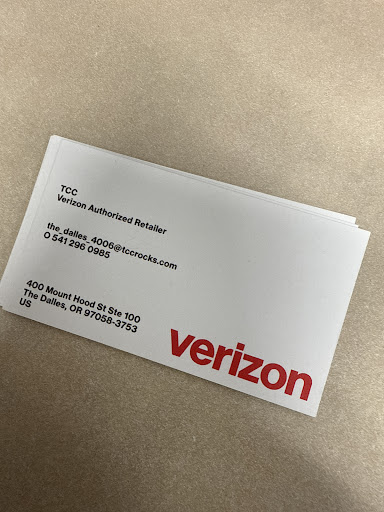 TCC
Verizon Authorized Retailer
the_dalles_4006@tccrocks.com
O 541 296 0985
400 Mount Hood St Ste 100
The Dalles, OR 97058-3753
US
verizon